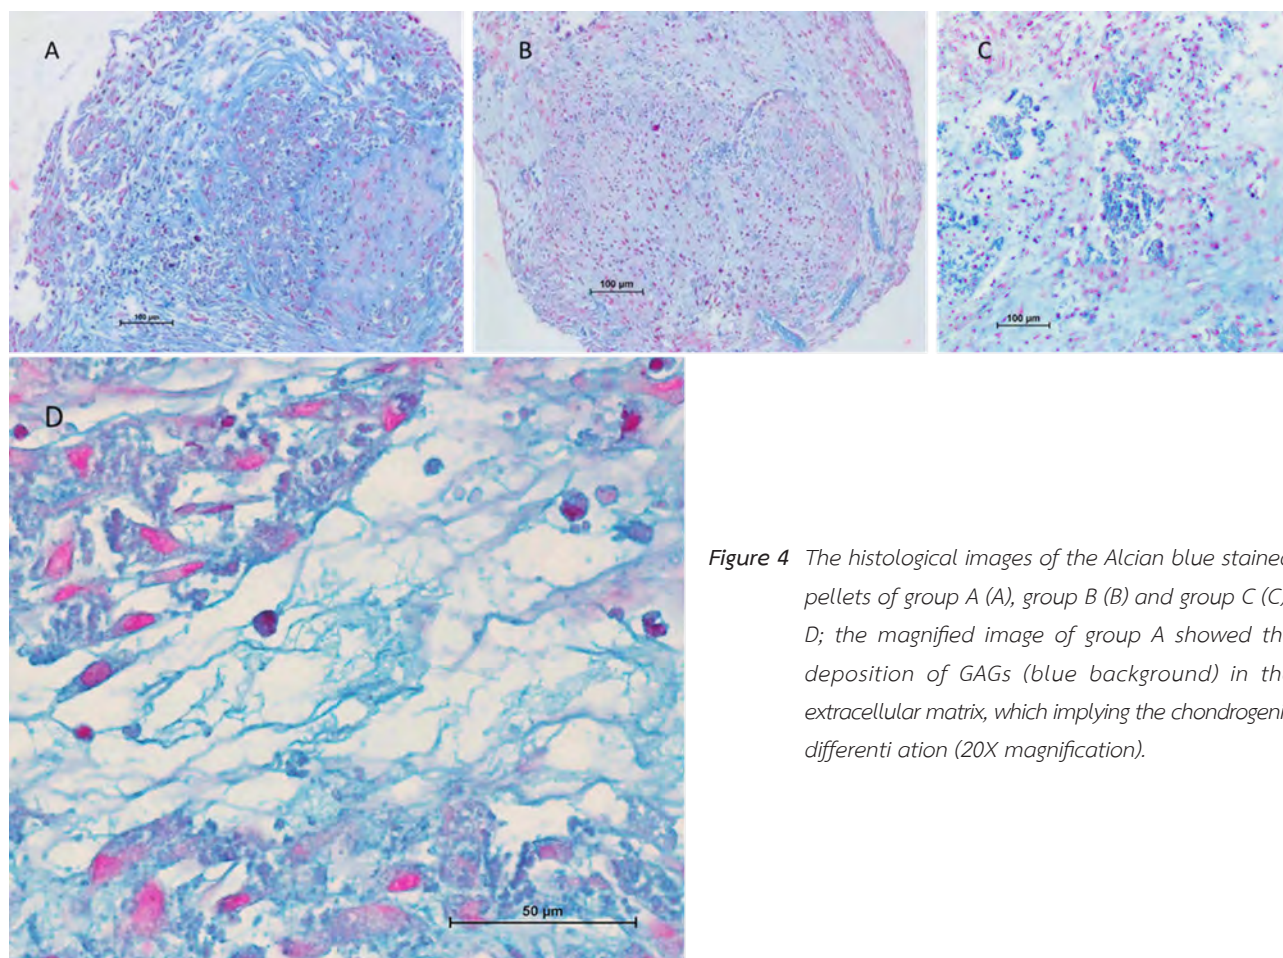 A
B
C
100 µm
100 µm
100 µm
D
50 µm
Figure 4 The histological images of the Alcian blue stained
pellets of group A (A), group B (B) and group C (C)
D; the magnified image of group A showed th
deposition of GAGs (blue background) in th
extracellular matrix, which implying the chondrogeni
differenti ation (20X magnification).